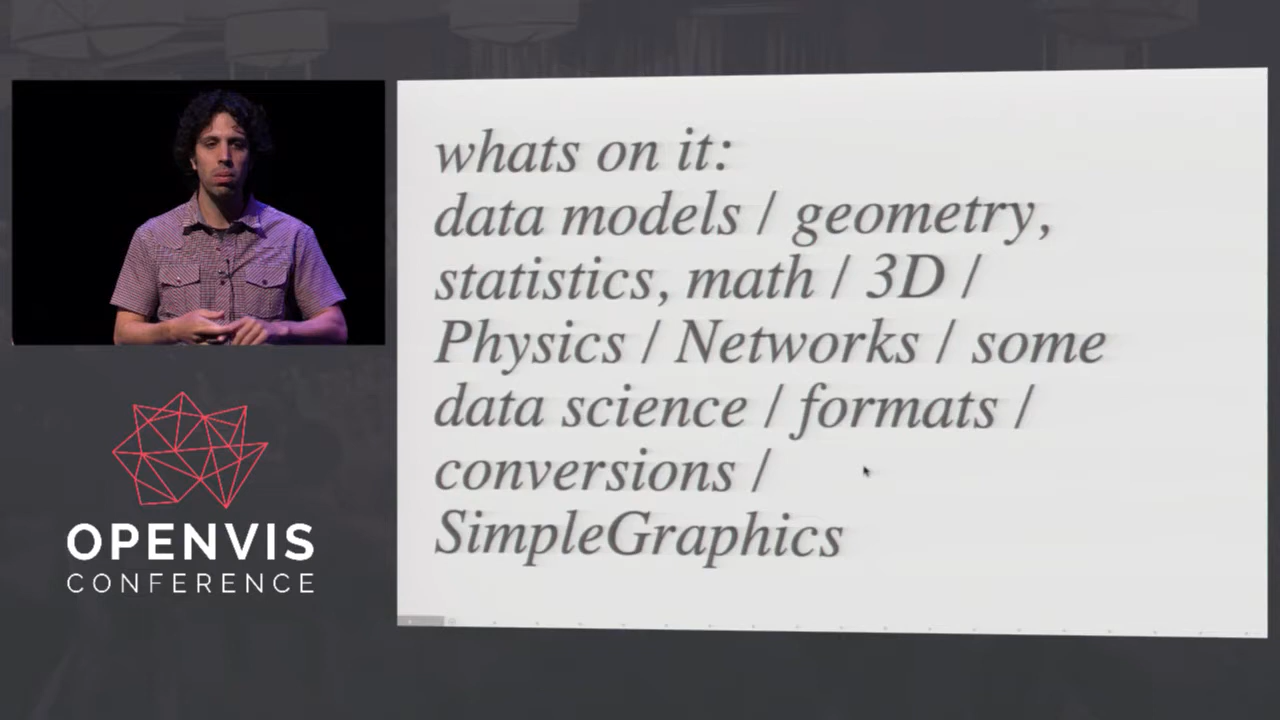 whats on it:
data models / geometry,
statistics, math / 3D /
Physics / Networks / some
data science / formats /
conversions /
SimpleGraphics
OPENVIS
CONFERENCE